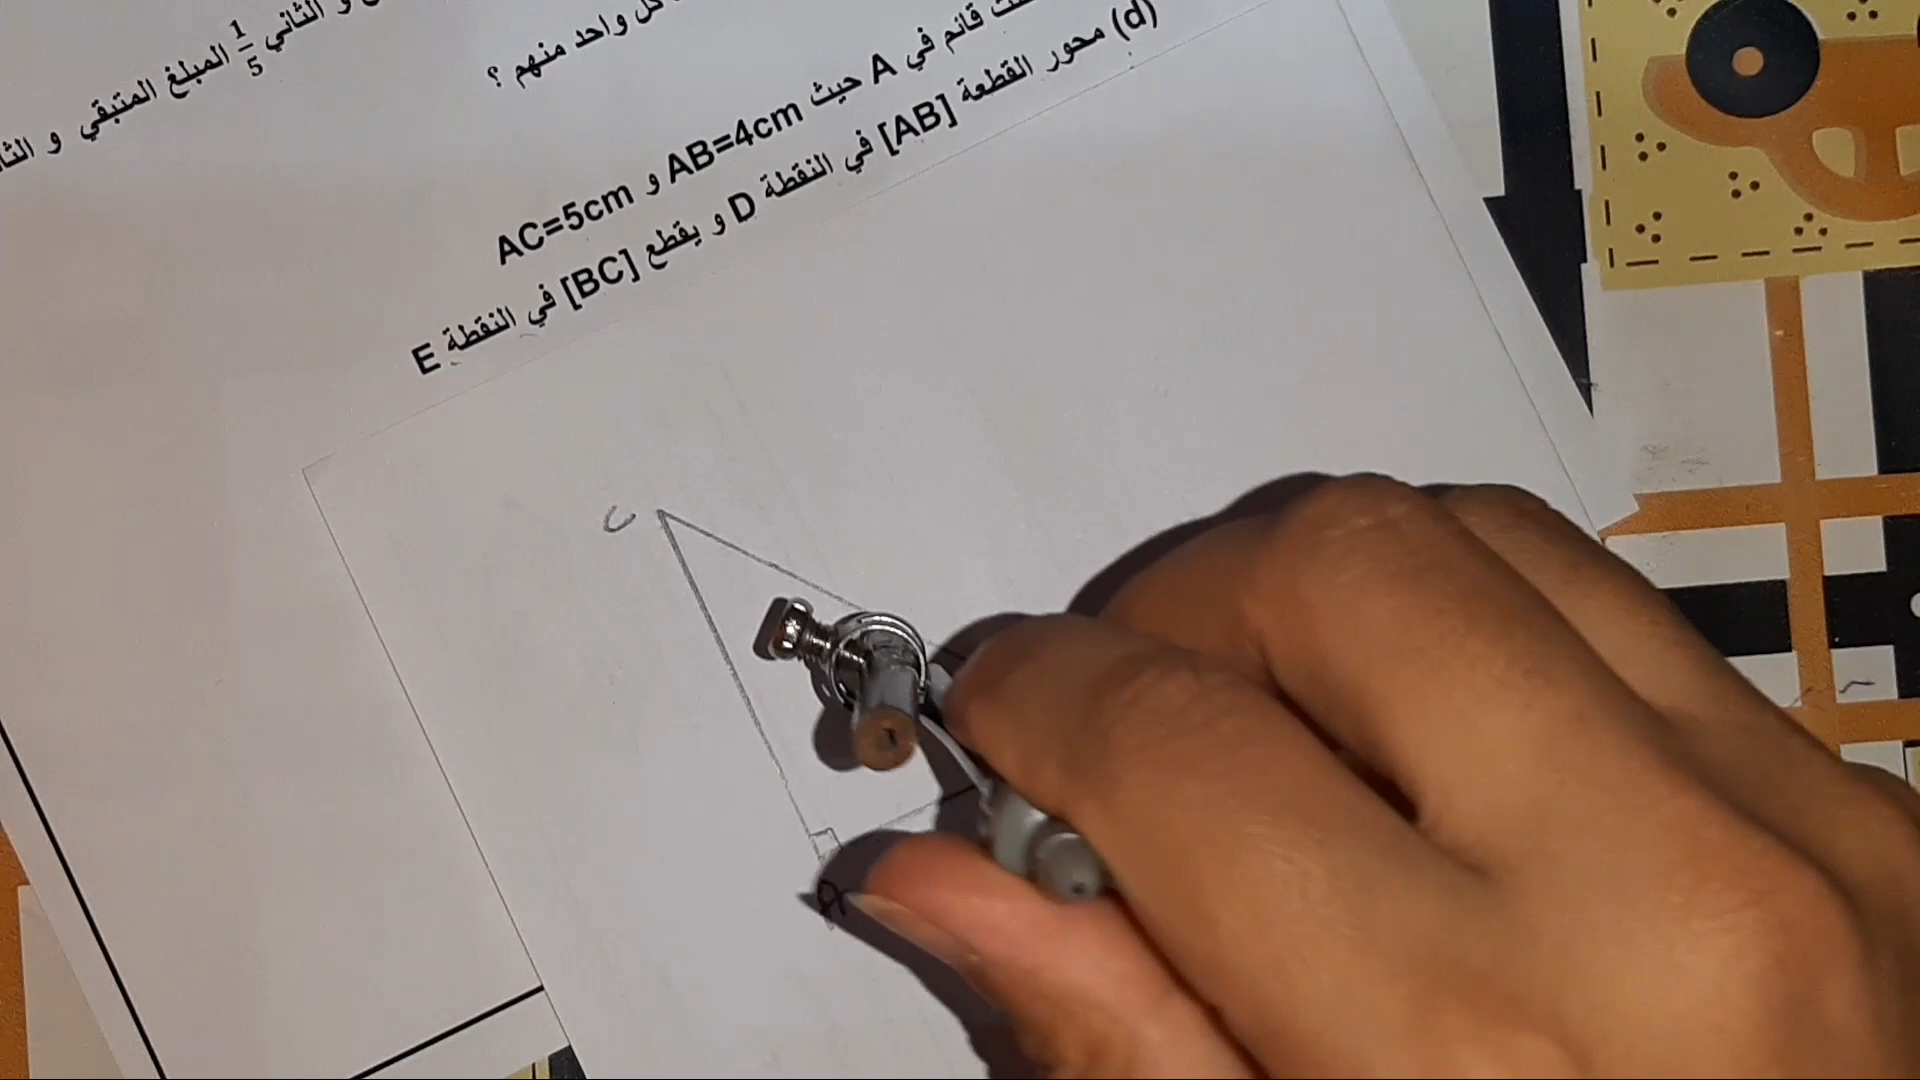 و الثاني 1/5 المبلغ المتبقي و
كل واحد منهم ؟
قائم في A حيث AB=4cm و AC=5cm
(d) محور القطعة [AB] في النقطة D و يقطع [BC] في النقطة E
C
A